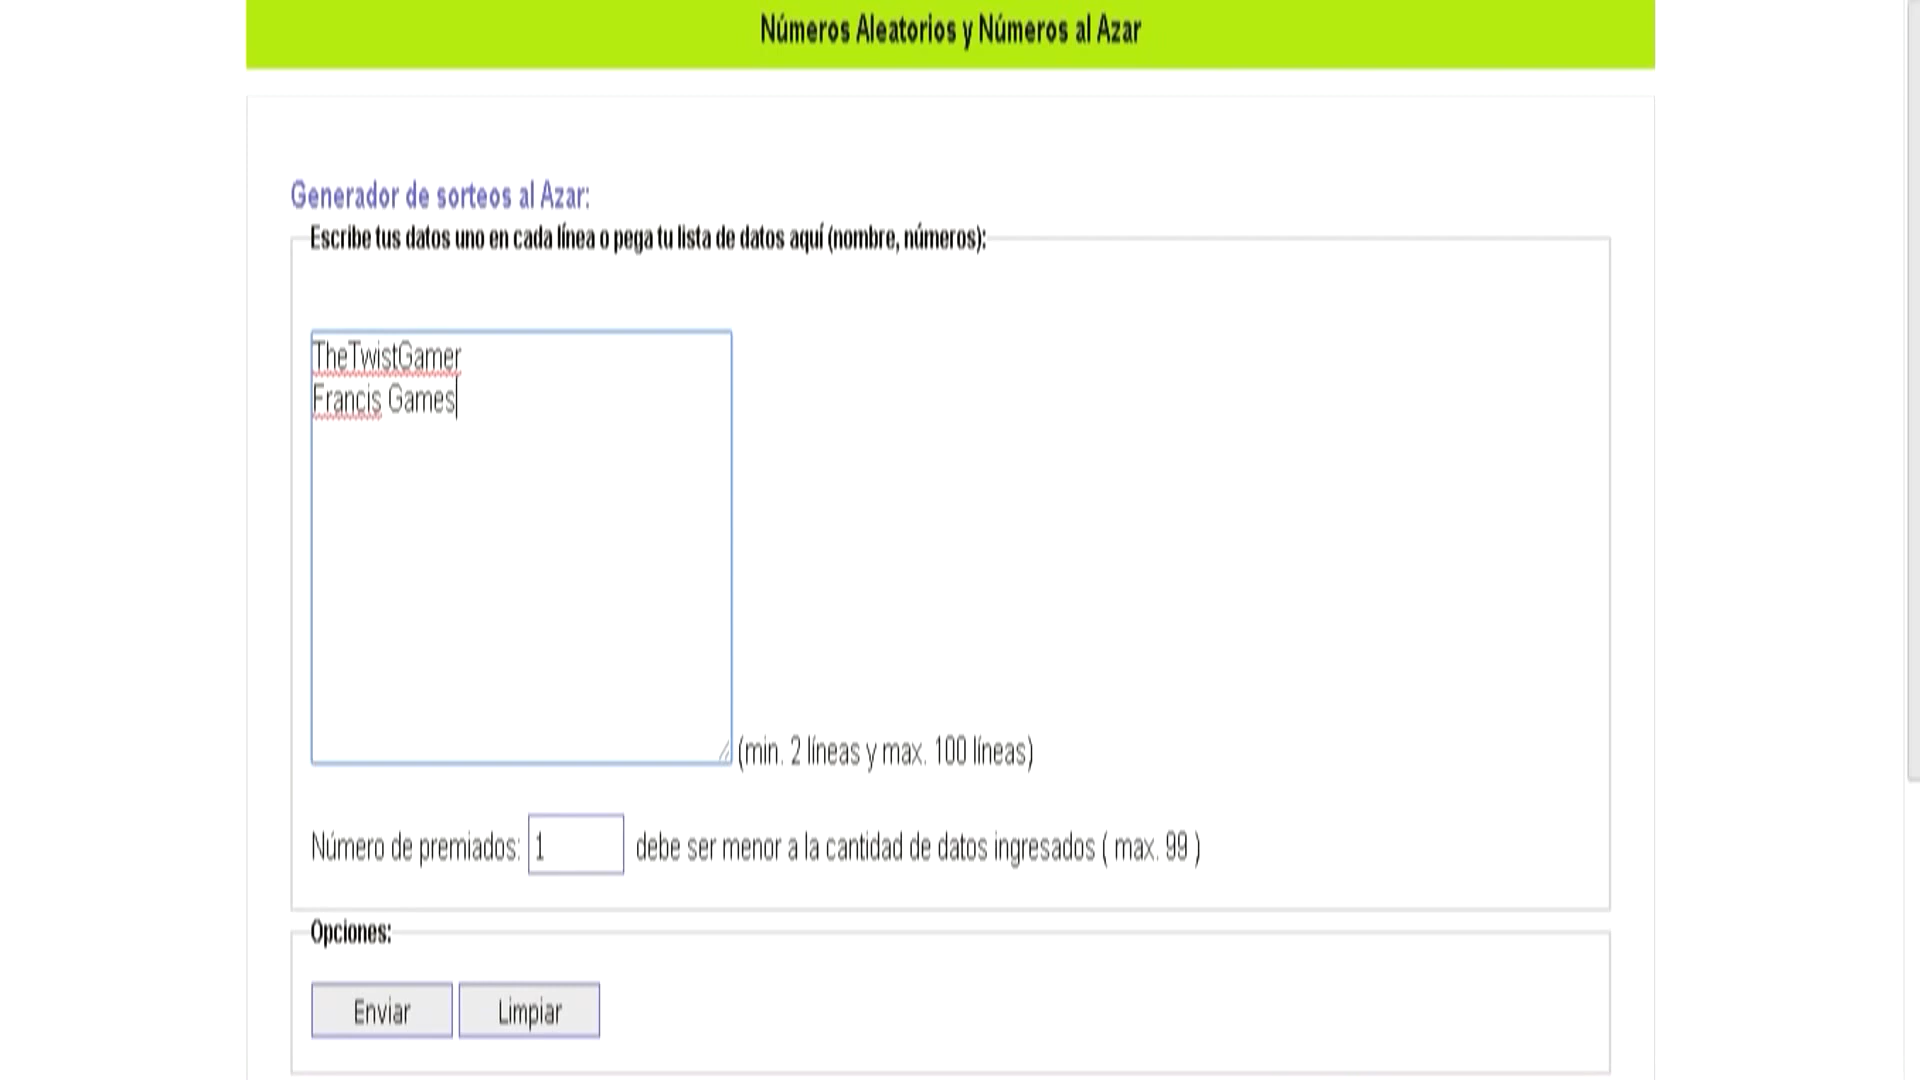 Números Aleatorios y Números al Azar
Generador de sorteos al Azar:
Escribe tus datos uno en cada línea o pega tu lista de datos aquí (nombre, números):
TheTwistGamer
Francis Games
(min. 2 líneas y max. 100 líneas)
Número de premiados: 1 debe ser menor a la cantidad de datos ingresados ( max. 99 )
Opciones:
Enviar Limpiar